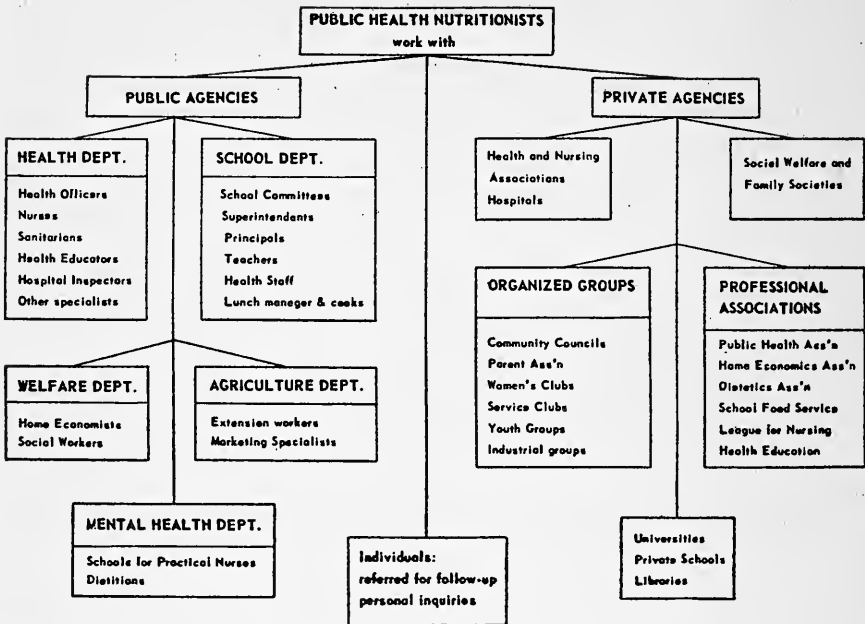 PUBLIC HEALTH NUTRITIONISTS
work with
PUBLIC AGENCIES
PRIVATE AGENCIES
HEALTH DEPT.
Health Officers
Nurses
Sanitarians
Health Educators
Hospital Inspectors
Other specialists
SCHOOL DEPT.
School Committees
Superintendants
Principals
Teachers
Health Staff
Lunch manager & cooks
Health and Nursing
Associations
Hospitals
Social Welfare and
Family Societies
ORGANIZED GROUPS
Community Councils
Parent Ass'n
Women's Clubs
Service Clubs
Youth Groups
Industrial groups
PROFESSIONAL
ASSOCIATIONS
Public Health Ass'n
Home Economics Ass'n
Dietetics Ass'n
School Food Service
League for Nursing
Health Education
WELFARE DEPT.
Home Economists
Social Workers
AGRICULTURE DEPT.
Extension workers
Marketing Specialists
MENTAL HEALTH DEPT.
Schools for Practical Nurses
Dietitions
Individuals:
referred for follow-up
personal inquiries
Universities
Private Schools
Libraries